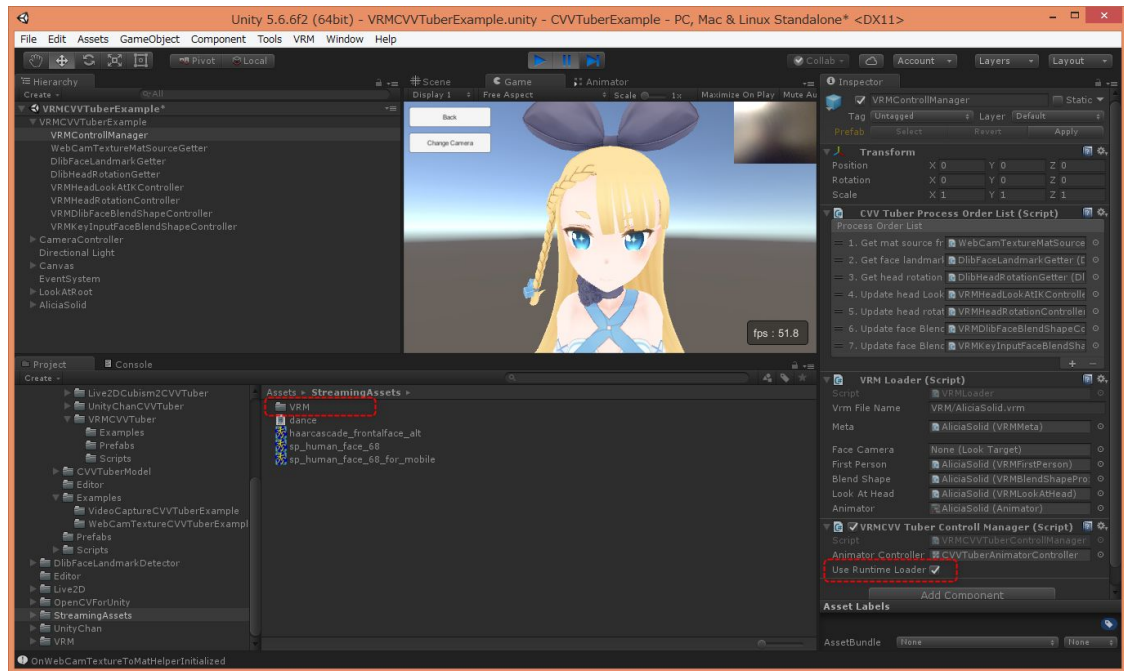 Unity 5.6.6f2 (64bit) - VRMCVVTuberExample.unity - CVVTuberExample - PC, Mac & Linux Standalone* <DX11>
File Edit Assets GameObject Component Tools VRM Window Help
Pivot Local Collab Account Layers Layout
Hierarchy
Create All
VRMCVVTuberExample*
VRMCVVTuberExample
VRMControllManager
WebCamTextureMatSourceGetter
DlibFaceLandmarkGetter
DlibHeadRotationGetter
VRMHeadLookAtIKController
VRMHeadRotationController
VRMDlibFaceBlendShapeController
VRMKeyInputFaceBlendShapeController
CameraController
Directional Light
Canvas
EventSystem
LookAtRoot
AliciaSolid
Scene Game Animator
Display 1 Free Aspect Scale 1x Maximize On Play Mute Au
Back
Change Camera
fps : 51.8
Project Console
Create
Live2DCubism2CVVTuber
UnityChanCVVTuber
VRMCVVTuber
Examples
Prefabs
Scripts
CVVTuberModel
Editor
Examples
VideoCaptureCVVTuberExample
WebCamTextureCVVTuberExampl
Prefabs
Scripts
DlibFaceLandmarkDetector
Editor
Live2D
OpenCVForUnity
StreamingAssets
UnityChan
VRM
Assets StreamingAssets
VRM
dance
haarcascade_frontalface_alt
sp_human_face_68
sp_human_face_68_for_mobile
Inspector
VRMControllManager Static
Tag Untagged Layer Default
Prefab Select Revert Apply
Transform
Position X 0 Y 0 Z 0
Rotation X 0 Y 0 Z 0
Scale X 1 Y 1 Z 1
CVV Tuber Process Order List (Script)
Process Order List
1. Get mat source fr WebCamTextureMatSource
2. Get face landmarl DlibFaceLandmarkGetter (D
3. Get head rotation DlibHeadRotationGetter (Dl
4. Update head Look VRMHeadLookAtIKControlle
5. Update head rotat VRMHeadRotationController
6. Update face Blenc VRMDlibFaceBlendShapeCo
7. Update face Blenc VRMKeyInputFaceBlendSha
VRM Loader (Script)
Script VRMLoader
Vrm File Name VRM/AliciaSolid.vrm
Meta AliciaSolid (VRMMeta)
Face Camera None (Look Target)
First Person AliciaSolid (VRMFirstPerson)
Blend Shape AliciaSolid (VRMBlendShapePro
Look At Head AliciaSolid (VRMLookAtHead)
Animator AliciaSolid (Animator)
VRMCVV Tuber Controll Manager (Script)
Script VRMCVVTuberControllManager
Animator Controller CVVTuberAnimatorController
Use Runtime Loader
Add Component
Asset Labels
AssetBundle None None
OnWebCamTextureToMatHelperInitialized